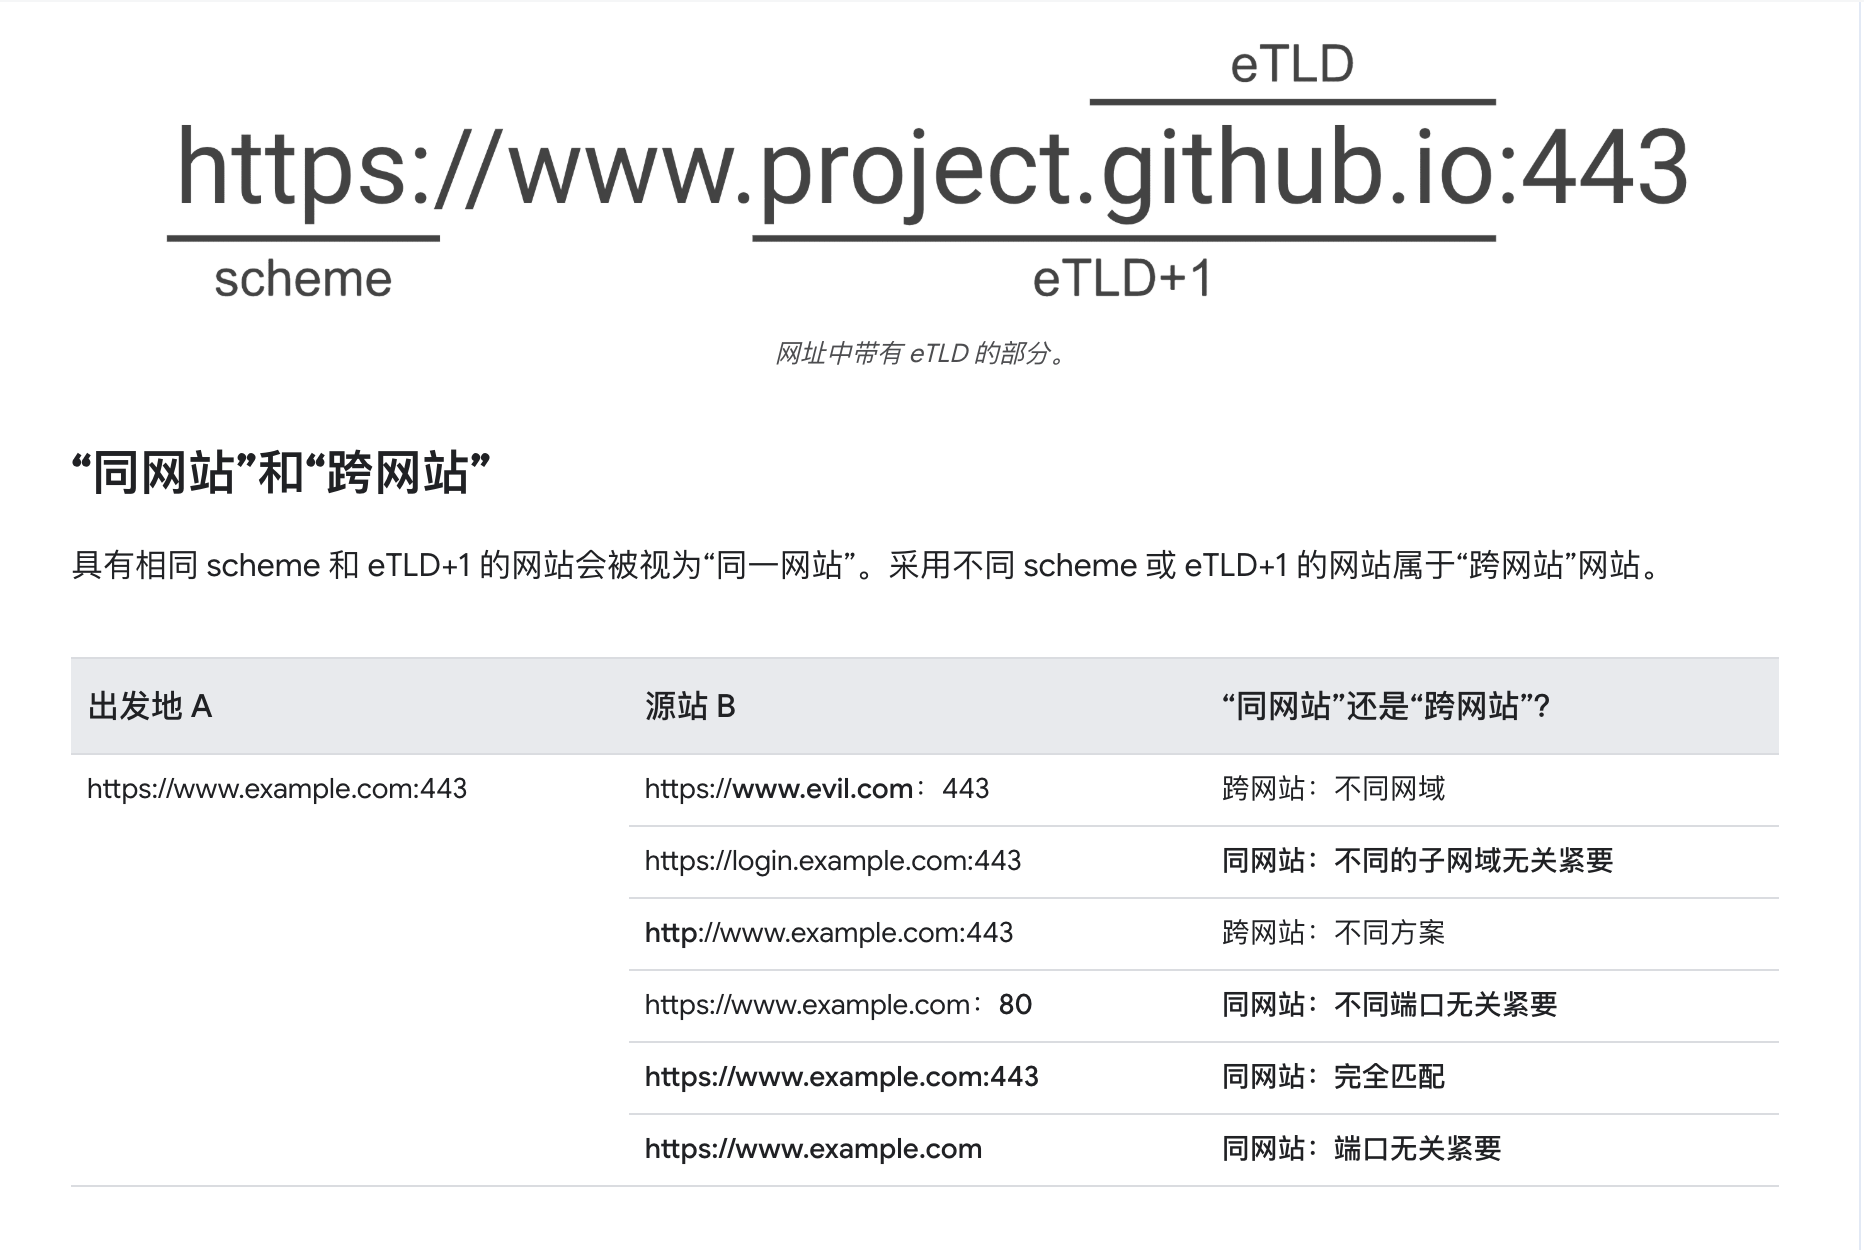 eTLD
https://www.project.github.io:443
scheme
eTLD+1
网址中带有 eTLD 的部分。
“同网站”和“跨网站”
具有相同 scheme 和 eTLD+1 的网站会被视为“同一网站”。采用不同 scheme 或 eTLD+1 的网站属于“跨网站”网站。
出发地 A 源站 B “同网站”还是“跨网站”?
https://www.example.com:443 https://www.evil.com：443 跨网站：不同网域
https://login.example.com:443 同网站：不同的子网域无关紧要
http://www.example.com:443 跨网站：不同方案
https://www.example.com：80 同网站：不同端口无关紧要
https://www.example.com:443 同网站：完全匹配
https://www.example.com 同网站：端口无关紧要